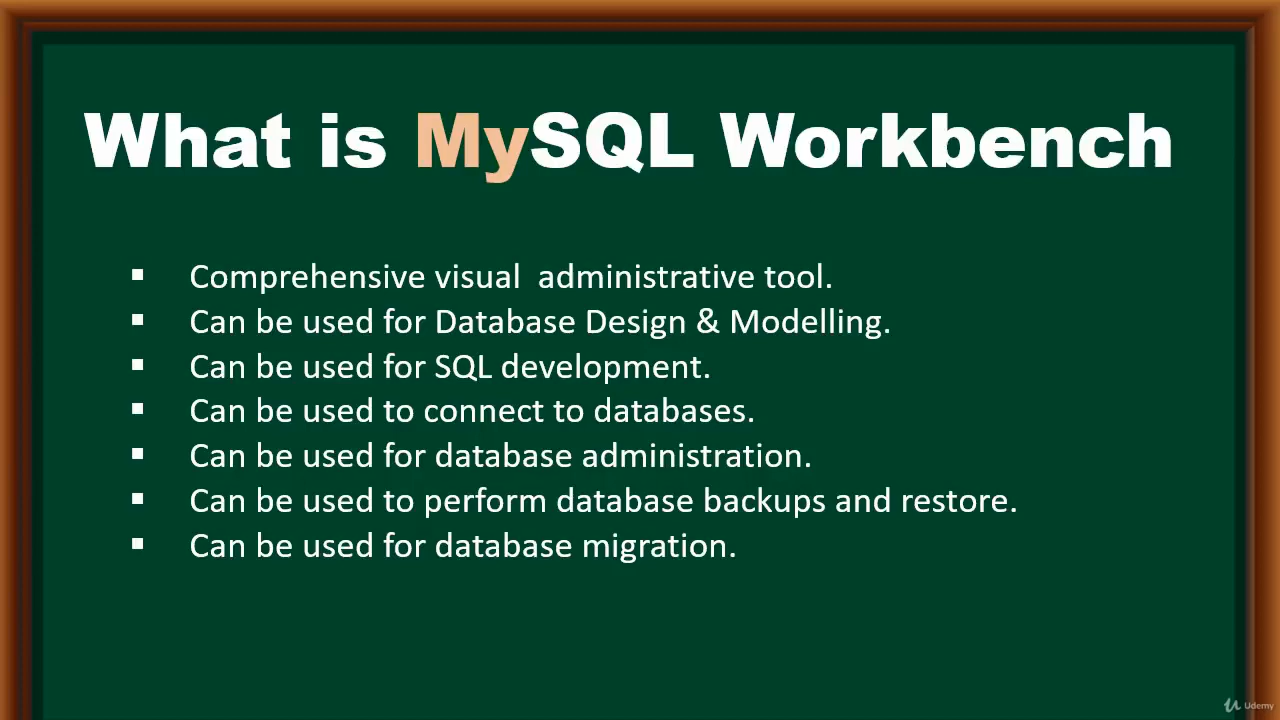 What is MySQL Workbench
▪ Comprehensive visual  administrative tool.
▪ Can be used for Database Design & Modelling.
▪ Can be used for SQL development.
▪ Can be used to connect to databases.
▪ Can be used for database administration.
▪ Can be used to perform database backups and restore.
▪ Can be used for database migration.
Udemy